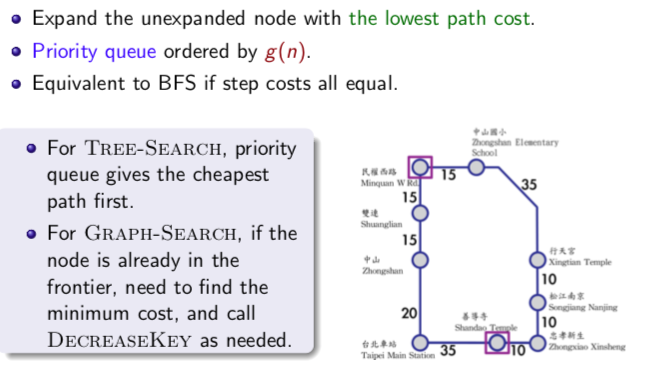 Expand the unexpanded node with the lowest path cost.
Priority queue ordered by g(n).
Equivalent to BFS if step costs all equal.
For TREE-SEARCH, priority
queue gives the cheapest
path first.
For GRAPH-SEARCH, if the
node is already in the
frontier, need to find the
minimum cost, and call
DECREASEKEY as needed.
中山國小
Zhongshan Elementary
School
民權西路
Minquan W Rd.
15
35
15
雙連
Shuanglian
15
中山
Zhongshan
行天宮
Xingtian Temple
10
松江南京
Songjiang Nanjing
20
10
善導寺
Shandao Temple
忠孝新生
Zhongxiao Xinsheng
台北車站
Taipei Main Station
35
10